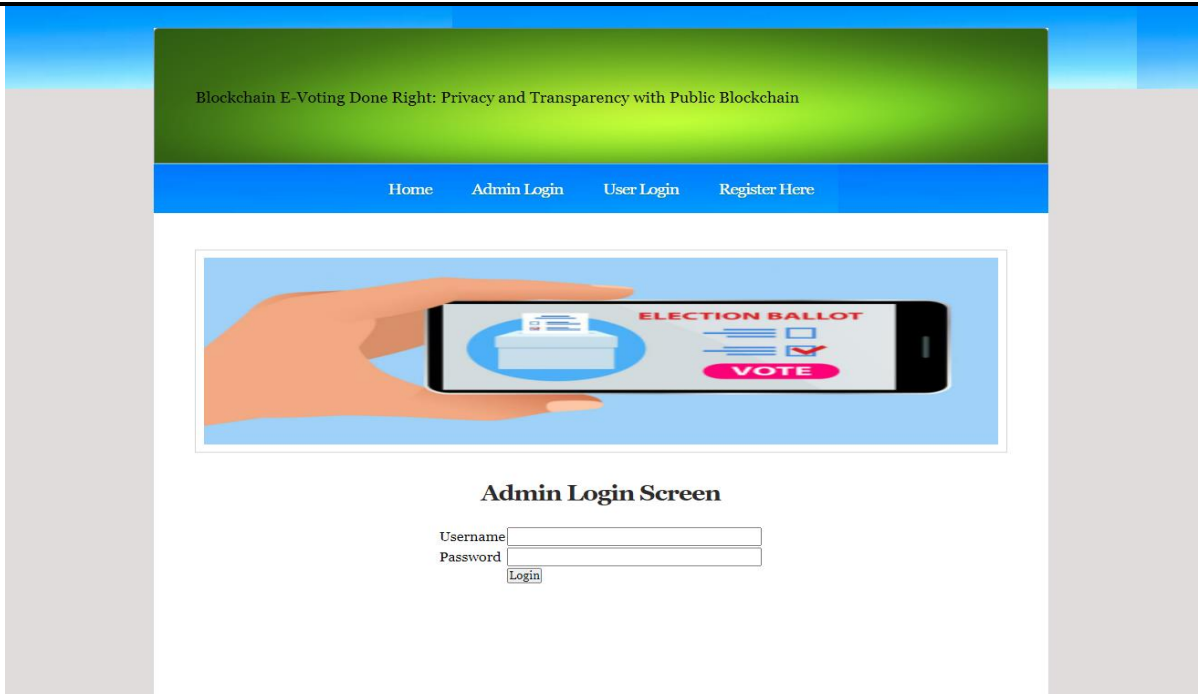 Blockchain E-Voting Done Right: Privacy and Transparency with Public Blockchain
Home Admin Login User Login Register Here
ELECTION BALLOT
VOTE
Admin Login Screen
Username
Password
Login